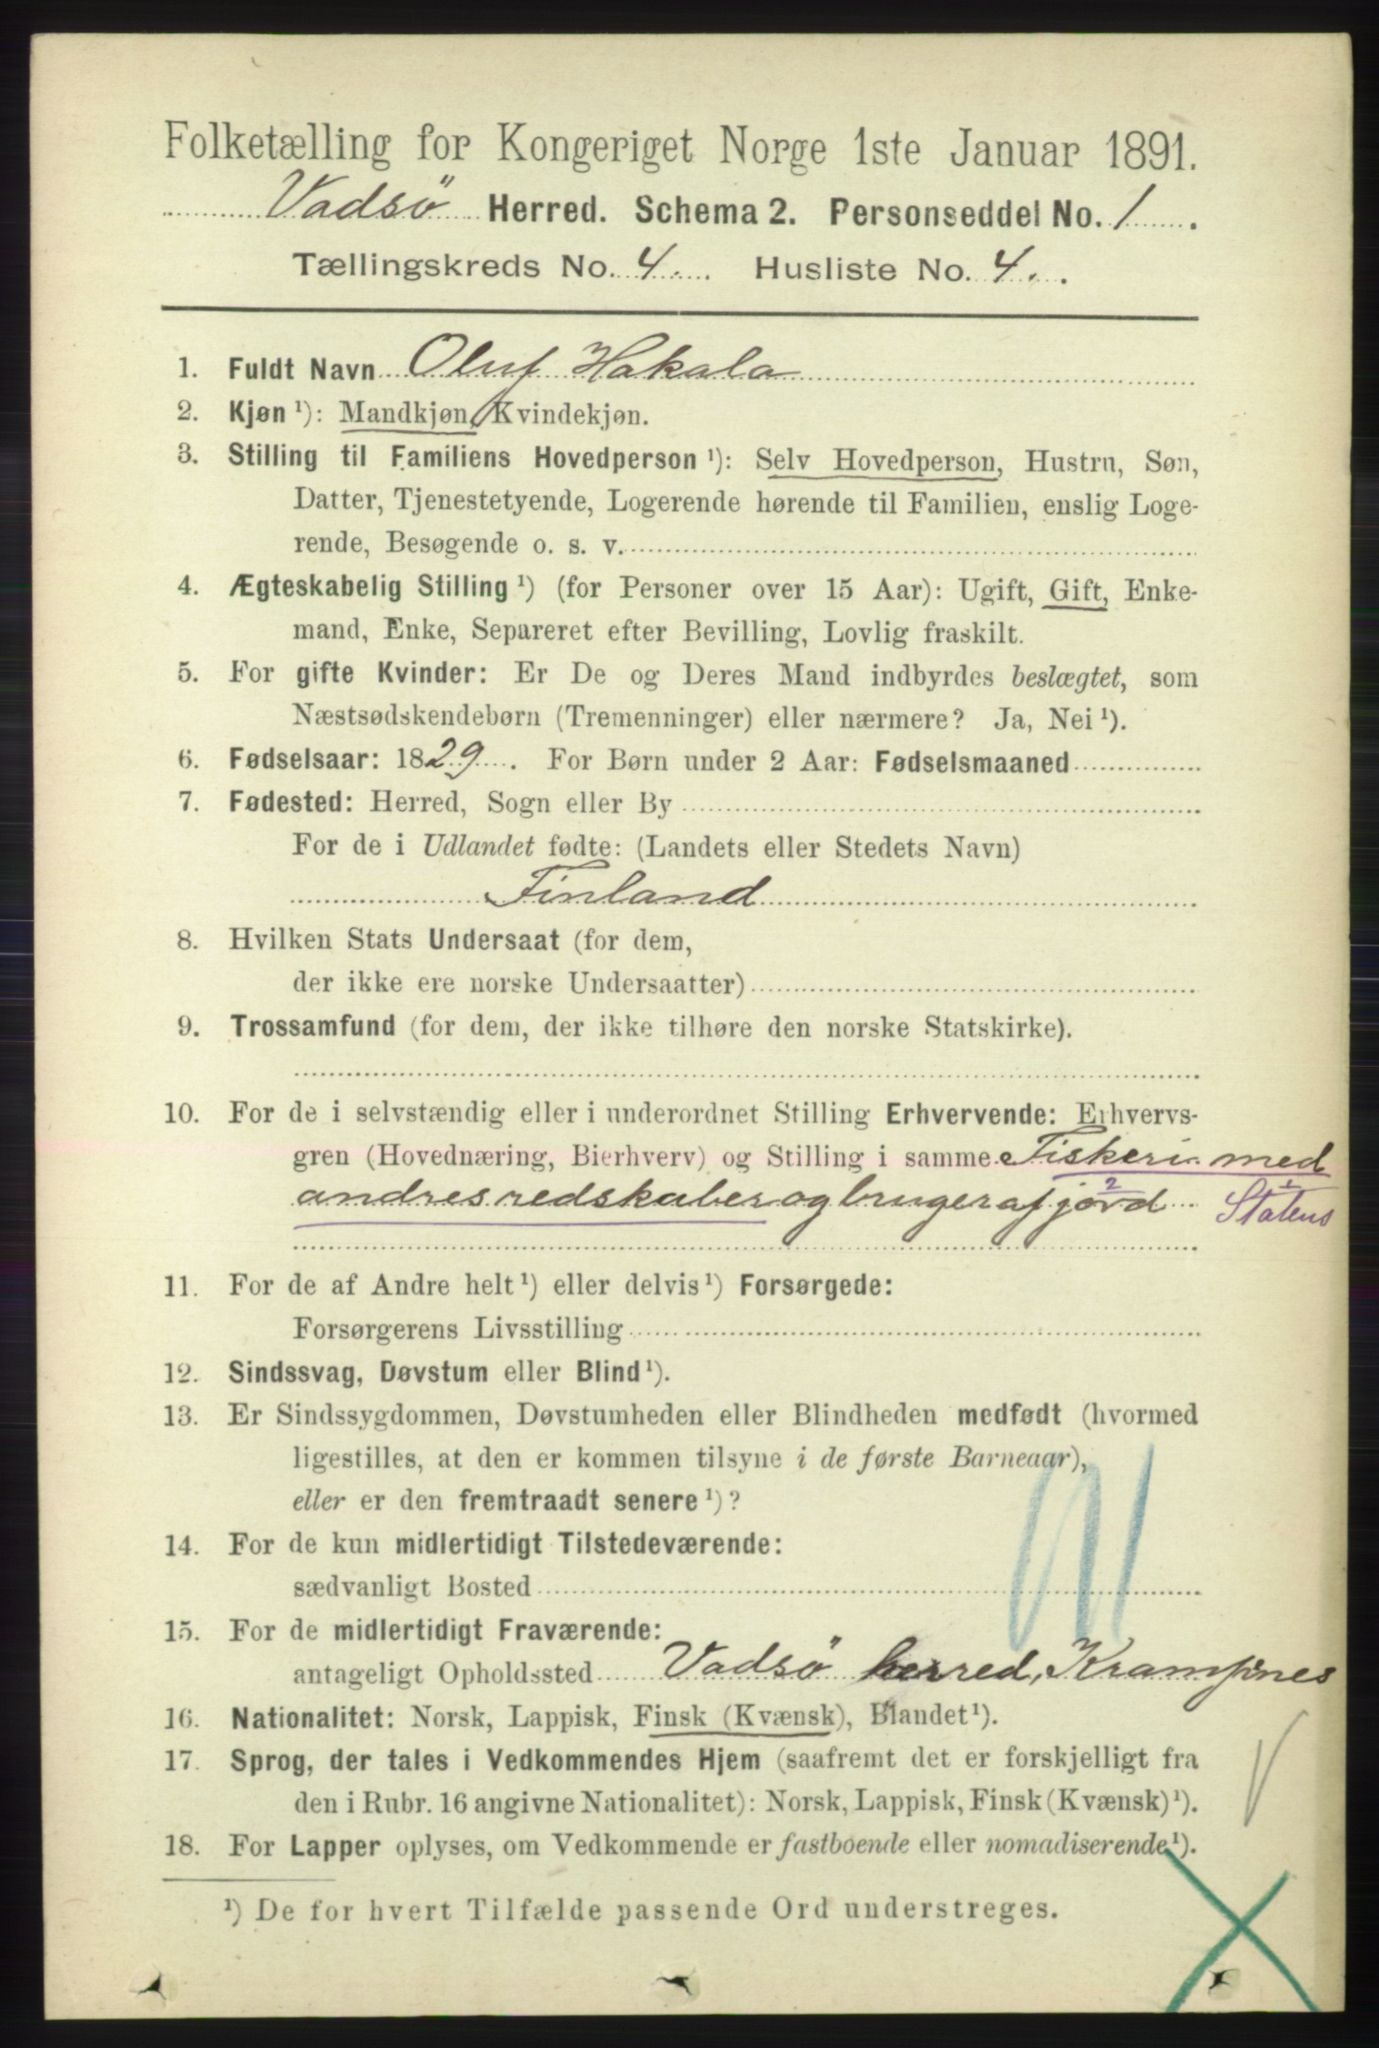 Folketælling for Kongeriget Norge 1ste Januar 1891.
Vadsö Herred. Schema 2. Personseddel No. 1.
Tællingskreds No. 4. Husliste No. 4.
1. Fuldt Navn Oluf Hakala
2. Kjøn ¹): Mandkjøn, Kvindekjøn.
3. Stilling til Familiens Hovedperson ¹): Selv Hovedperson, Hustru, Søn,
Datter, Tjenestetyende, Logerende hørende til Familien, enslig Loge-
rende, Besøgende o. s. v.
4. Ægteskabelig Stilling ¹) (for Personer over 15 Aar): Ugift, Gift, Enke-
mand, Enke, Separeret efter Bevilling, Lovlig fraskilt.
5. For gifte Kvinder: Er De og Deres Mand indbyrdes beslægtet, som
Næstsødskendebørn (Tremenninger) eller nærmere? Ja, Nei ¹).
6. Fødselsaar: 1829. For Børn under 2 Aar: Fødselsmaaned
7. Fødested: Herred, Sogn eller By
For de i Udlandet fødte: (Landets eller Stedets Navn)
Finland
8. Hvilken Stats Undersaat (for dem,
der ikke ere norske Undersaatter)
9. Trossamfund (for dem, der ikke tilhøre den norske Statskirke).
10. For de i selvstændig eller i underordnet Stilling Erhvervende: Erhvervs-
gren (Hovednæring, Bierhverv) og Stilling i samme Fiskeri med
andres redskaber og bruger af jord 2 Statens
11. For de af Andre helt ¹) eller delvis ¹) Forsørgede:
Forsørgerens Livsstilling
12. Sindssvag, Døvstum eller Blind ¹).
13. Er Sindssygdommen, Døvstumheden eller Blindheden medfødt (hvormed
ligestilles, at den er kommen tilsyne i de første Barneaar),
eller er den fremtraadt senere ¹)?
14. For de kun midlertidigt Tilstedeværende:
sædvanligt Bosted
15. For de midlertidigt Fraværende:
antageligt Opholdssted Vadsö herred, Krampenes
16. Nationalitet: Norsk, Lappisk, Finsk (Kvænsk), Blandet ¹).
17. Sprog, der tales i Vedkommendes Hjem (saafremt det er forskjelligt fra
den i Rubr. 16 angivne Nationalitet): Norsk, Lappisk, Finsk (Kvænsk) ¹).
18. For Lapper oplyses, om Vedkommende er fastboende eller nomadiserende ¹).
¹) De for hvert Tilfælde passende Ord understreges.